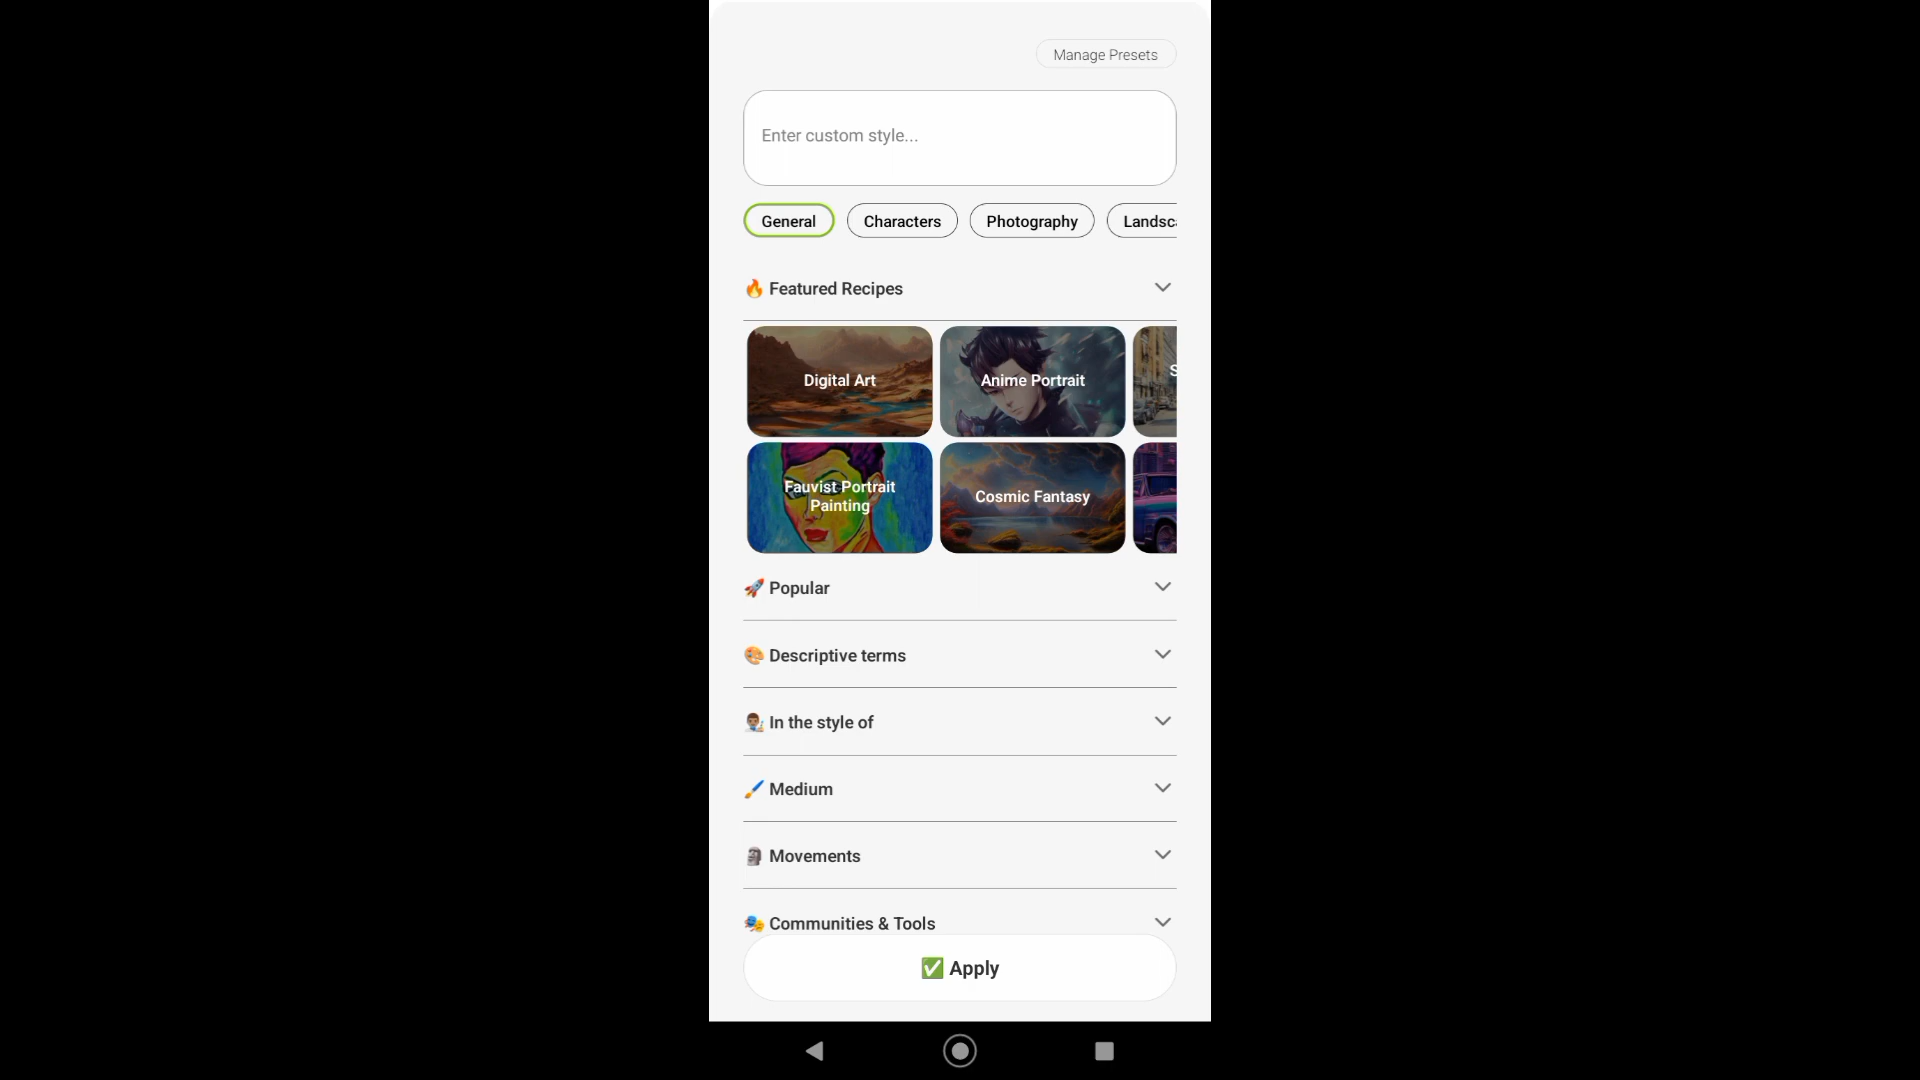 Manage Presets
Enter custom style...
General
Characters
Photography
Landsc
🔥 Featured Recipes
Digital Art
Anime Portrait
S
Fauvist Portrait
Painting
Cosmic Fantasy
🚀 Popular
🎨 Descriptive terms
👨🏽‍🎨 In the style of
🖌️ Medium
🗿 Movements
🎭 Communities & Tools
✅ Apply